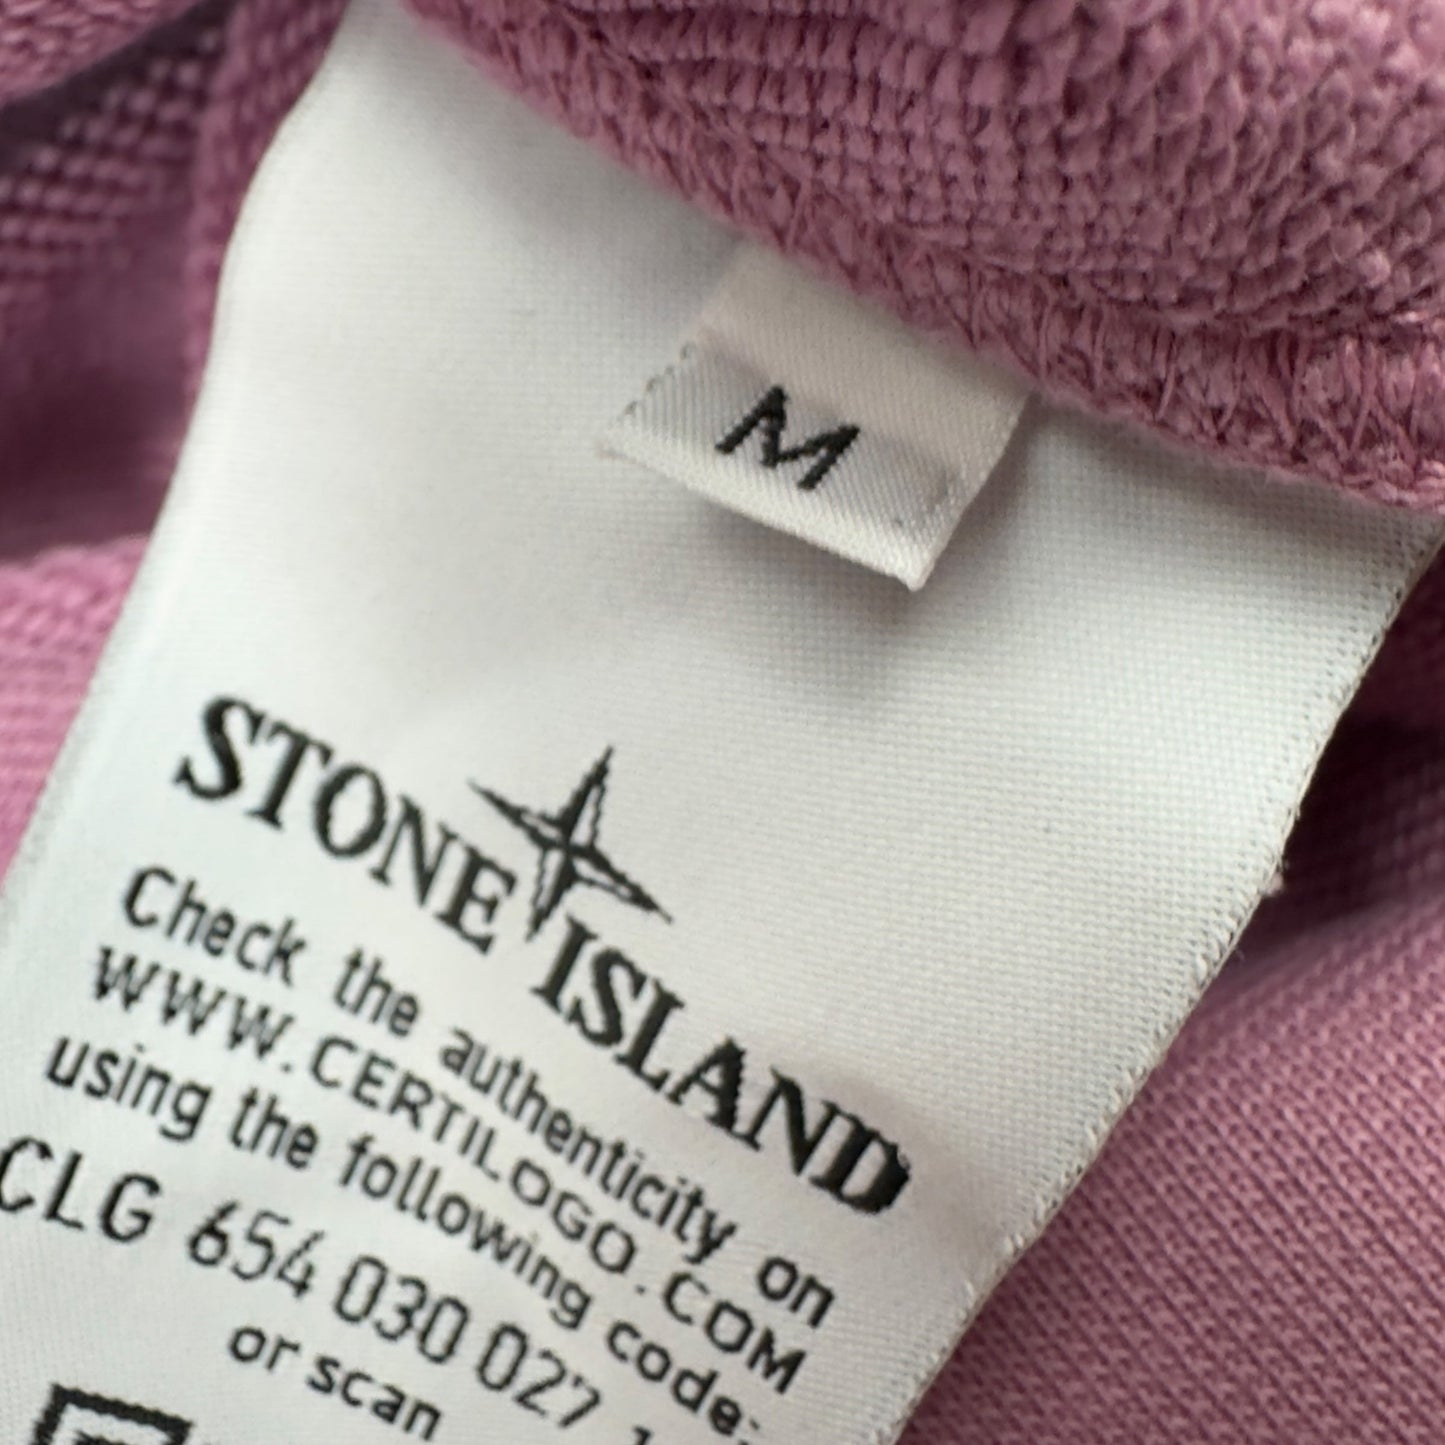 M
STONE ISLAND
Check the authenticity on
WWW.CERTILOGO.COM
using the following code:
CLG 654 030 027 1
or scan